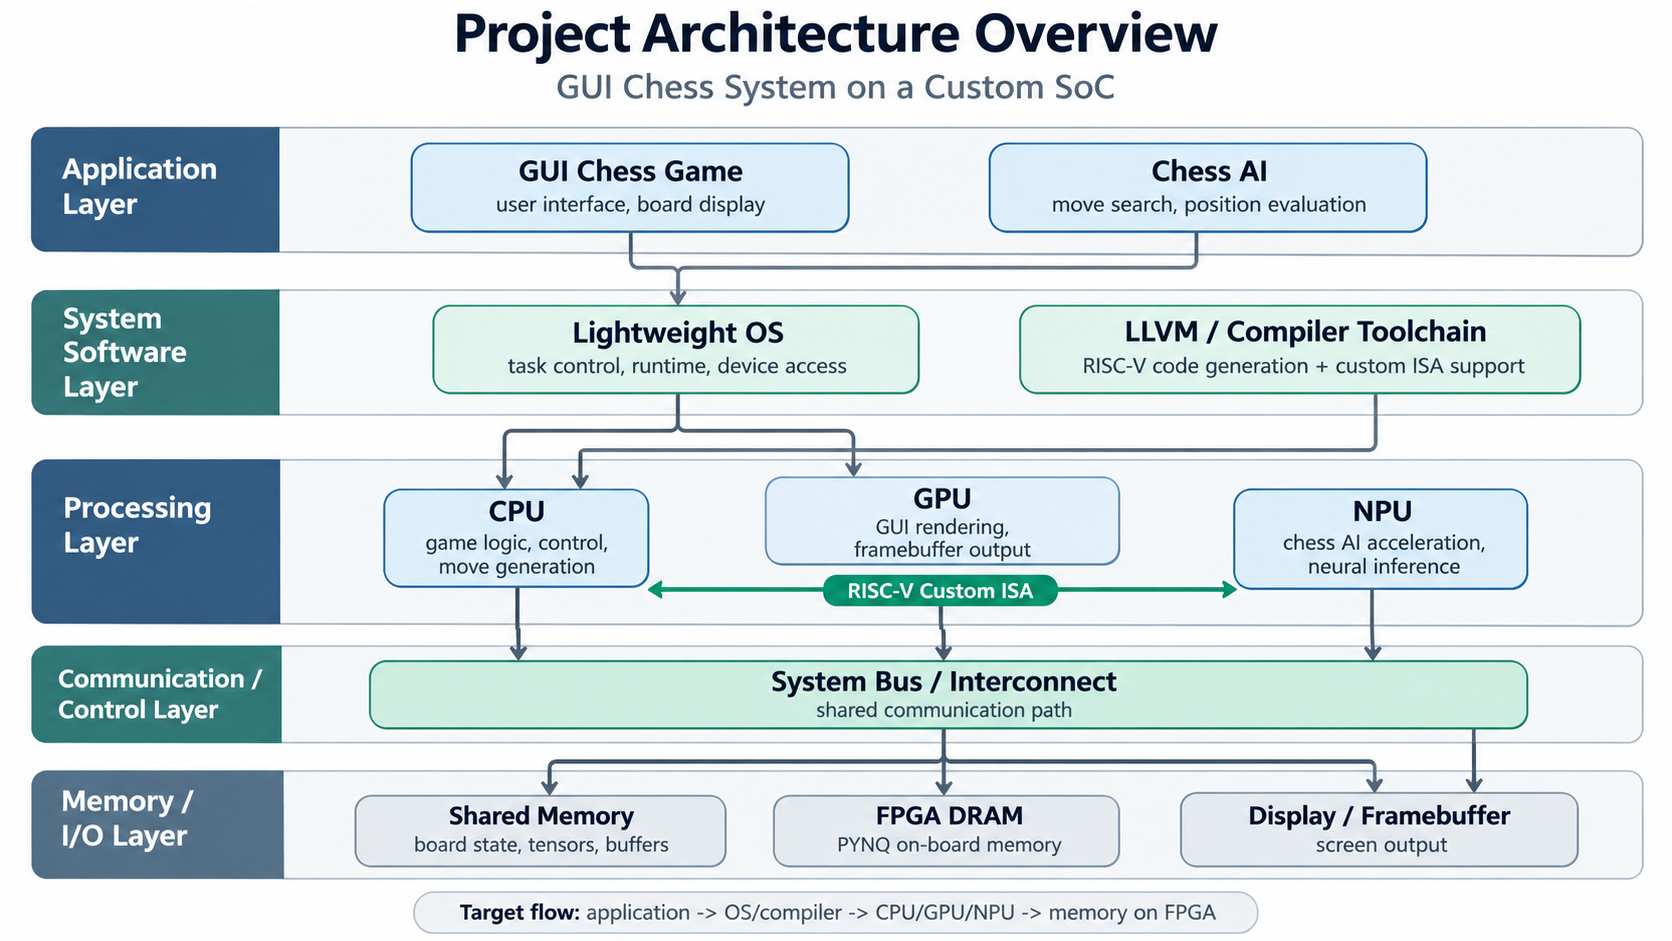 Project Architecture Overview
GUI Chess System on a Custom SoC
Application
Layer
GUI Chess Game
user interface, board display
Chess AI
move search, position evaluation
System
Software
Layer
Lightweight OS
task control, runtime, device access
LLVM / Compiler Toolchain
RISC-V code generation + custom ISA support
Processing
Layer
CPU
game logic, control,
move generation
GPU
GUI rendering,
framebuffer output
NPU
chess AI acceleration,
neural inference
RISC-V Custom ISA
Communication /
Control Layer
System Bus / Interconnect
shared communication path
Memory /
I/O Layer
Shared Memory
board state, tensors, buffers
FPGA DRAM
PYNQ on-board memory
Display / Framebuffer
screen output
Target flow: application -> OS/compiler -> CPU/GPU/NPU -> memory on FPGA